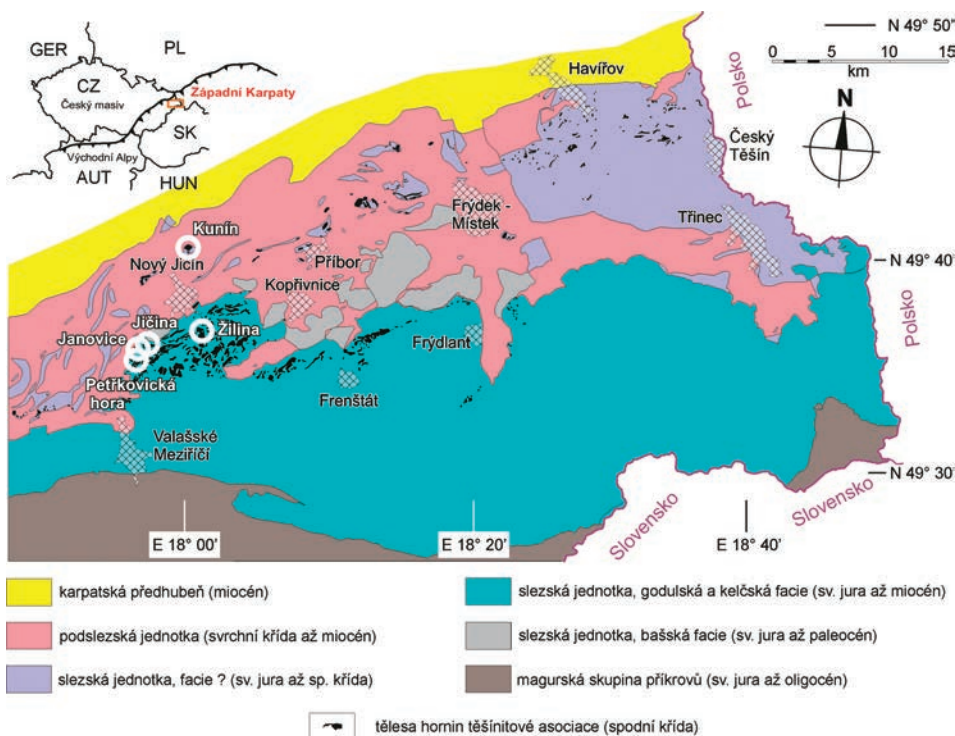 GER
PL
CZ
Český masiv
Západní Karpaty
SK
Východní Alpy
AUT
HUN
N 49° 50'
0 5 10 15
km
N
Polsko
Havířov
Český
Těšín
Třinec
Frýdek -
Místek
Kunín
Nový Jičín
Příbor
Kopřivnice
N 49° 40'
Jičina
Žilina
Janovice
Petřkovická
hora
Frýdlant
Frenštát
Polsko
Valašské
Meziříčí
N 49° 30'
Slovensko
Slovensko
E 18° 00'
E 18° 20'
E 18° 40'
karpatská předhubeň (miocén)
podslezská jednotka (svrchní křída až miocén)
slezská jednotka, facie ? (sv. jura až sp. křída)
slezská jednotka, godulská a kelčská facie (sv. jura až miocén)
slezská jednotka, bašská facie (sv. jura až paleocén)
magurská skupina příkrovů (sv. jura až oligocén)
tělesa hornin těšínitové asociace (spodní křída)